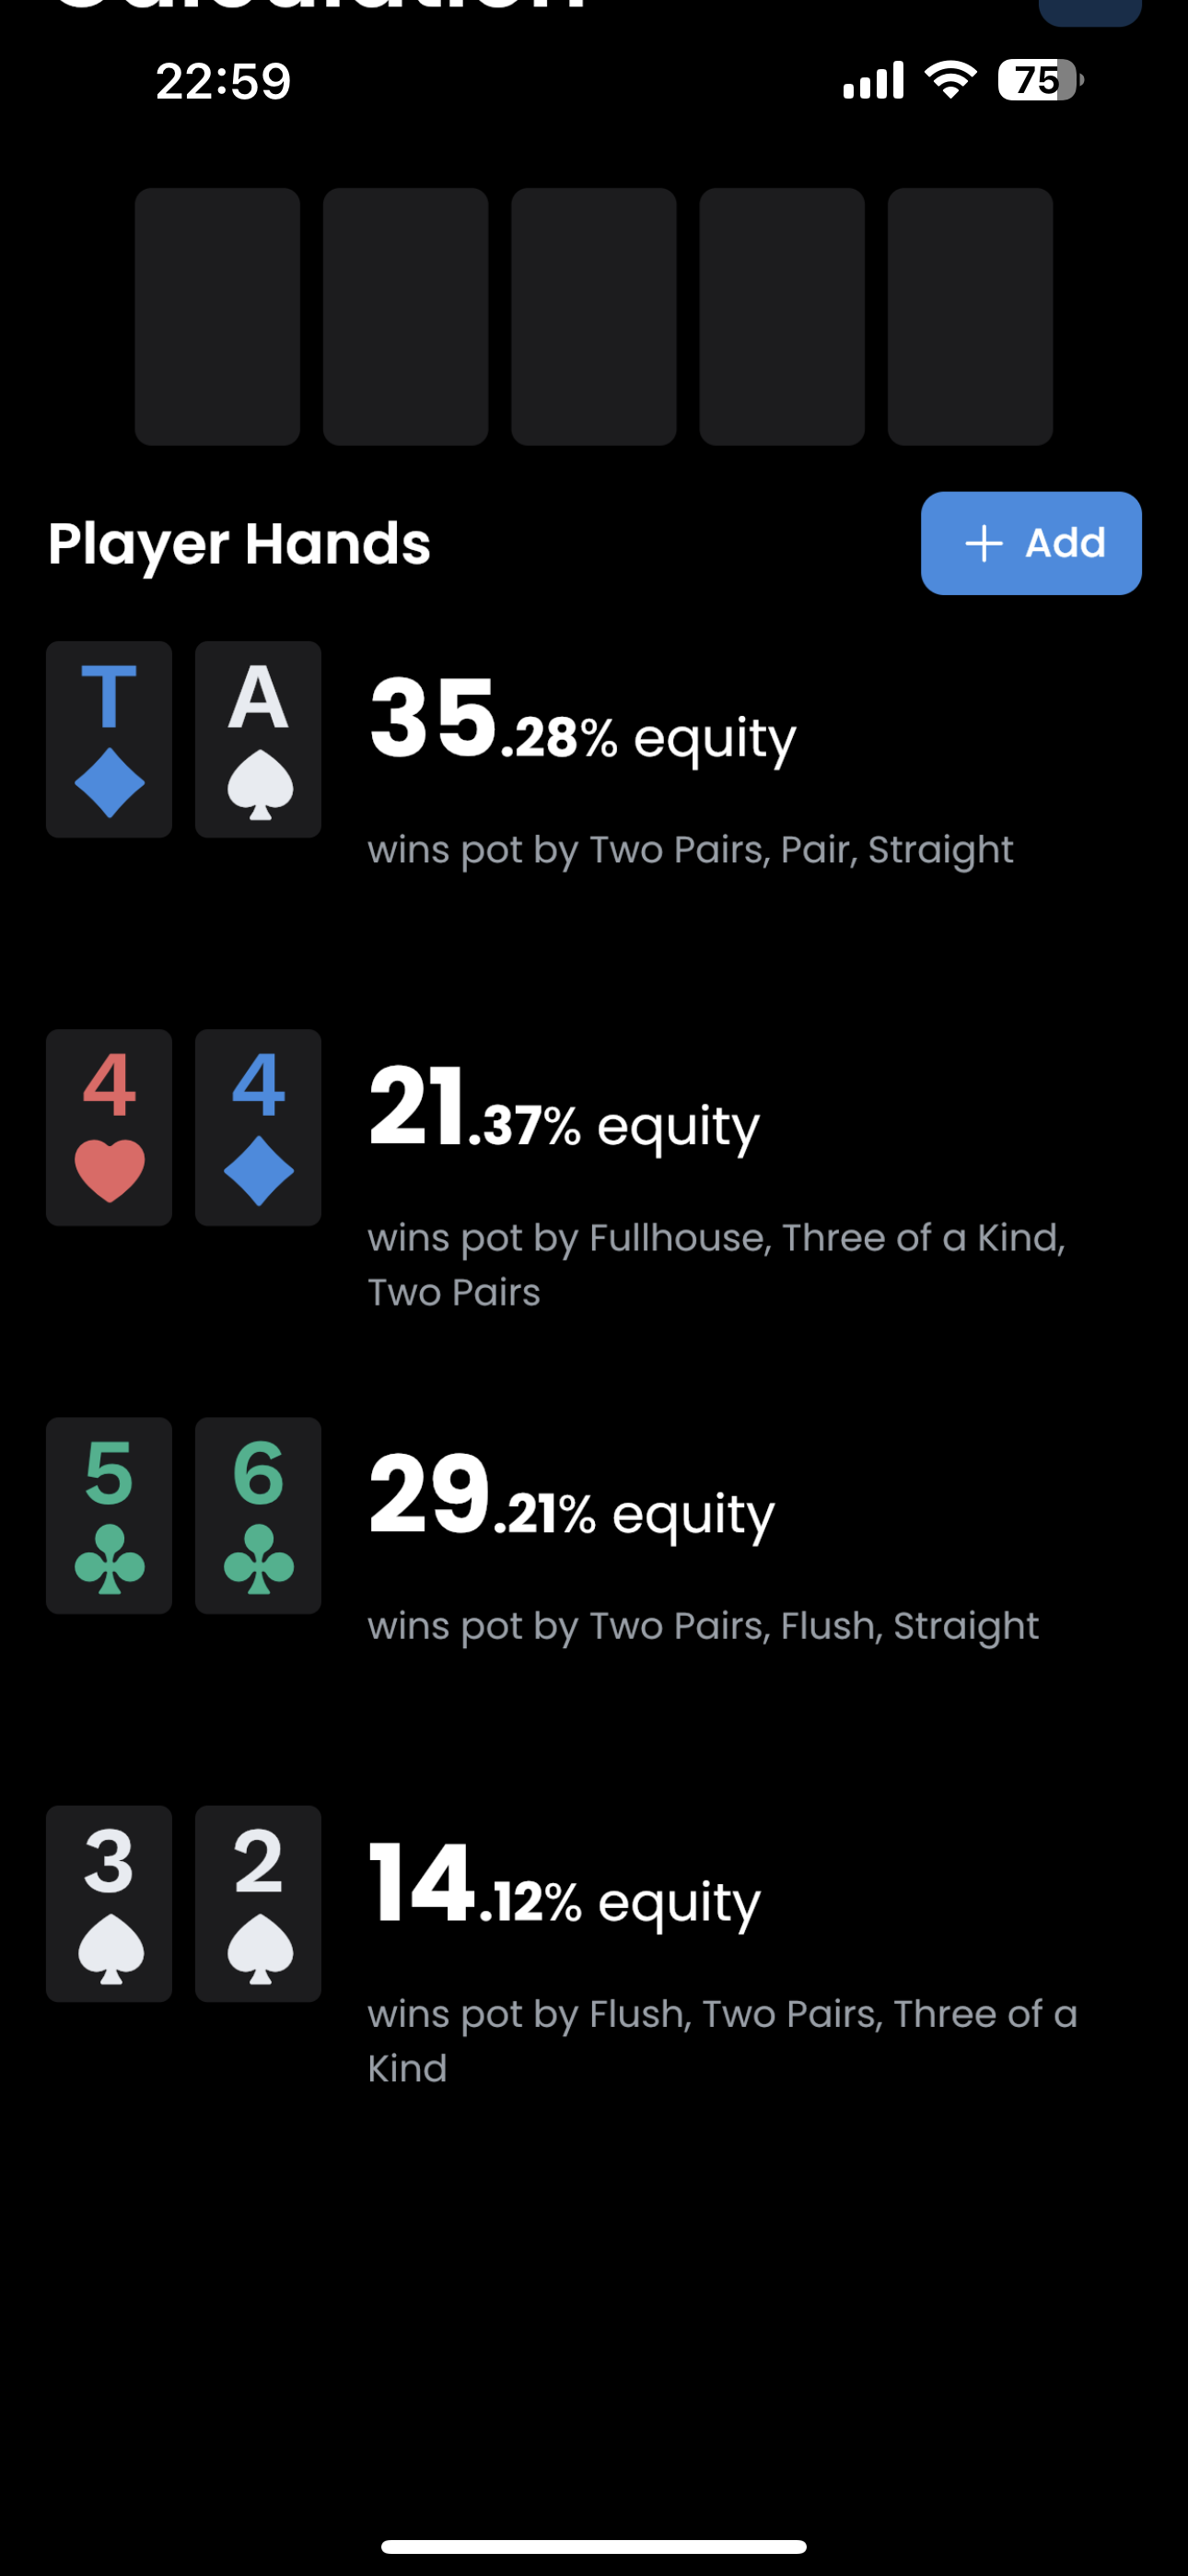 22:59
75
Player Hands
+ Add
T A
35.28% equity
wins pot by Two Pairs, Pair, Straight
4 4
21.37% equity
wins pot by Fullhouse, Three of a Kind,
Two Pairs
5 6
29.21% equity
wins pot by Two Pairs, Flush, Straight
3 2
14.12% equity
wins pot by Flush, Two Pairs, Three of a
Kind